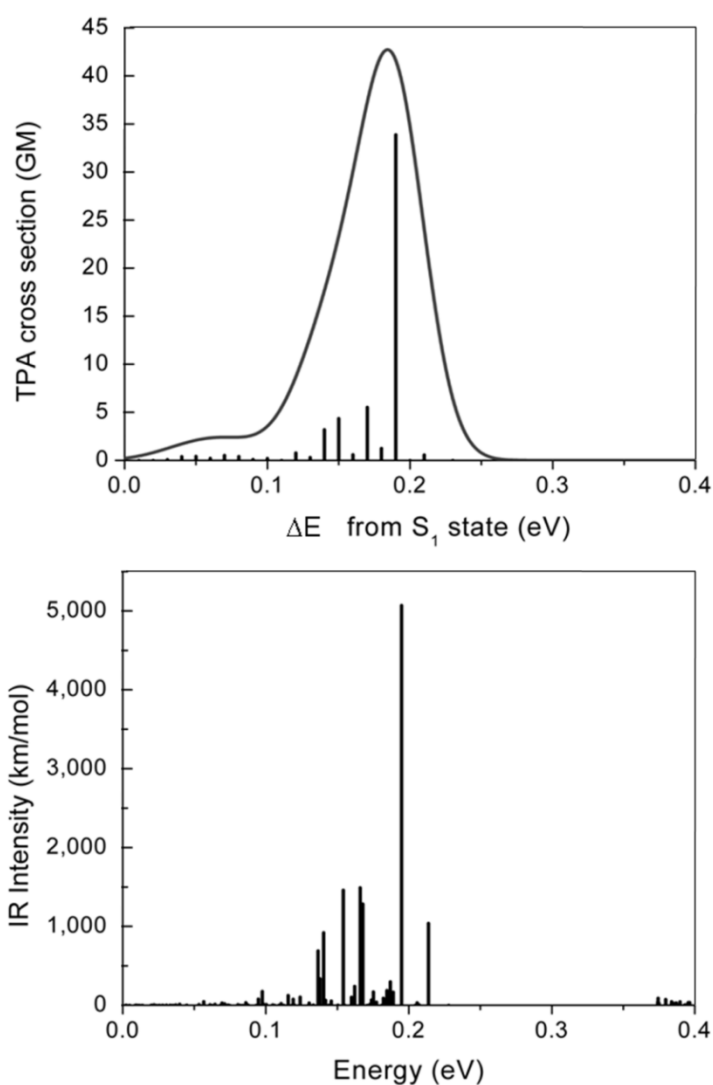 45
40
35
30
25
20
15
10
5
0
TPA cross section (GM)
0.0 0.1 0.2 0.3 0.4
ΔE from S₁ state (eV)
5,000
4,000
3,000
2,000
1,000
0
IR Intensity (km/mol)
0.0 0.1 0.2 0.3 0.4
Energy (eV)